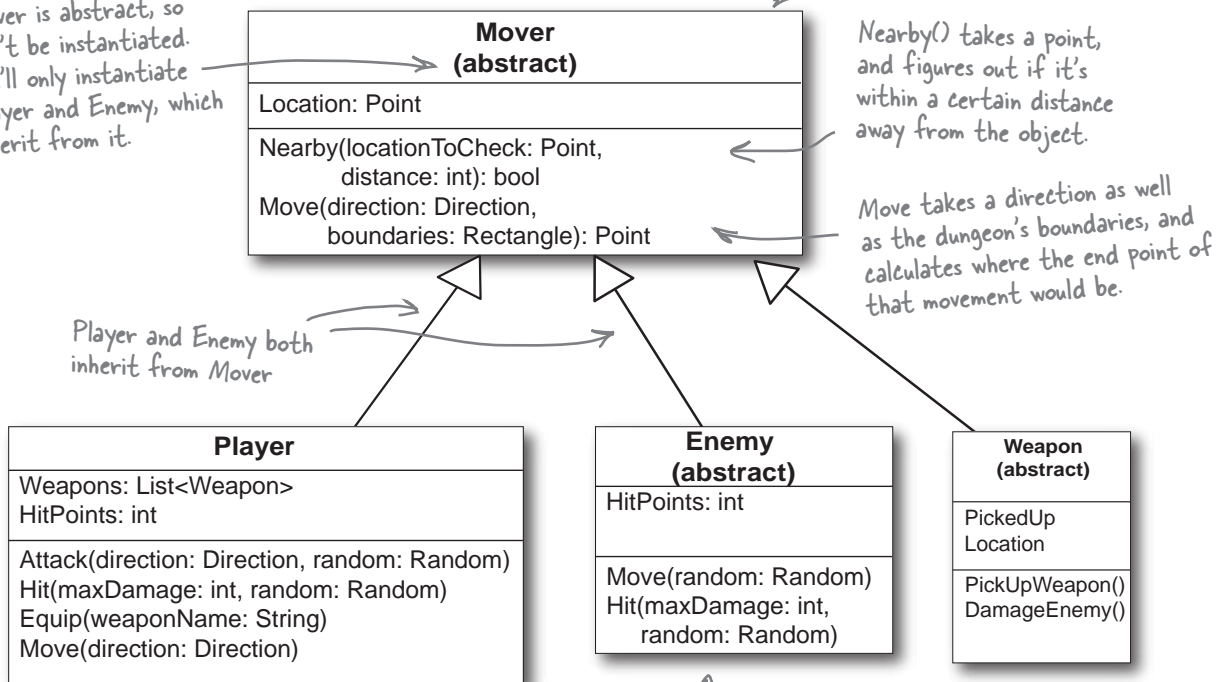 is abstract, so
be instantiated.
only instantiate
and Enemy, which
from it.
Mover
(abstract)
Location: Point
Nearby(locationToCheck: Point,
distance: int): bool
Move(direction: Direction,
boundaries: Rectangle): Point
Nearby() takes a point,
and figures out if it's
within a certain distance
away from the object.
Move takes a direction as well
as the dungeon's boundaries, and
calculates where the end point of
that movement would be.
Player and Enemy both
inherit from Mover
Player
Weapons: List<Weapon>
HitPoints: int
Attack(direction: Direction, random: Random)
Hit(maxDamage: int, random: Random)
Equip(weaponName: String)
Move(direction: Direction)
Enemy
(abstract)
HitPoints: int
Move(random: Random)
Hit(maxDamage: int,
random: Random)
Weapon
(abstract)
PickedUp
Location
PickUpWeapon()
DamageEnemy()